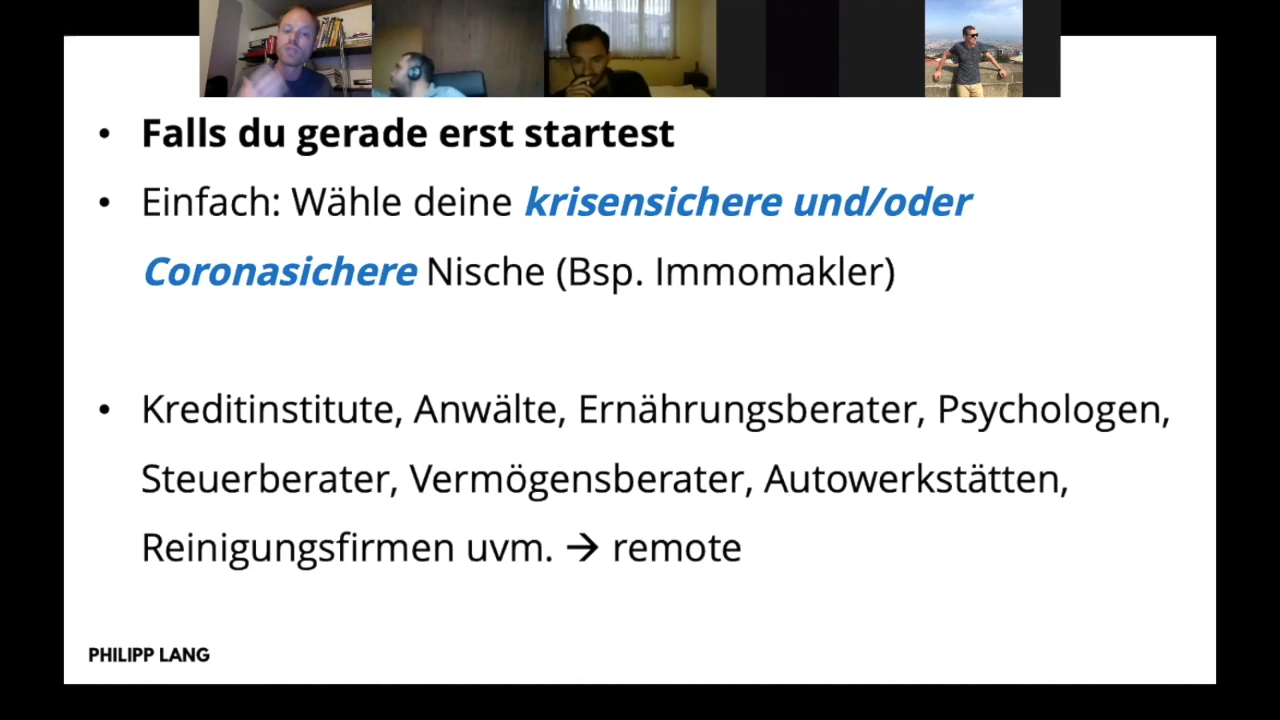 • Falls du gerade erst startest
• Einfach: Wähle deine krisensichere und/oder
Coronasichere Nische (Bsp. Immomakler)
• Kreditinstitute, Anwälte, Ernährungsberater, Psychologen,
Steuerberater, Vermögensberater, Autowerkstätten,
Reinigungsfirmen uvm. → remote
PHILIPP LANG